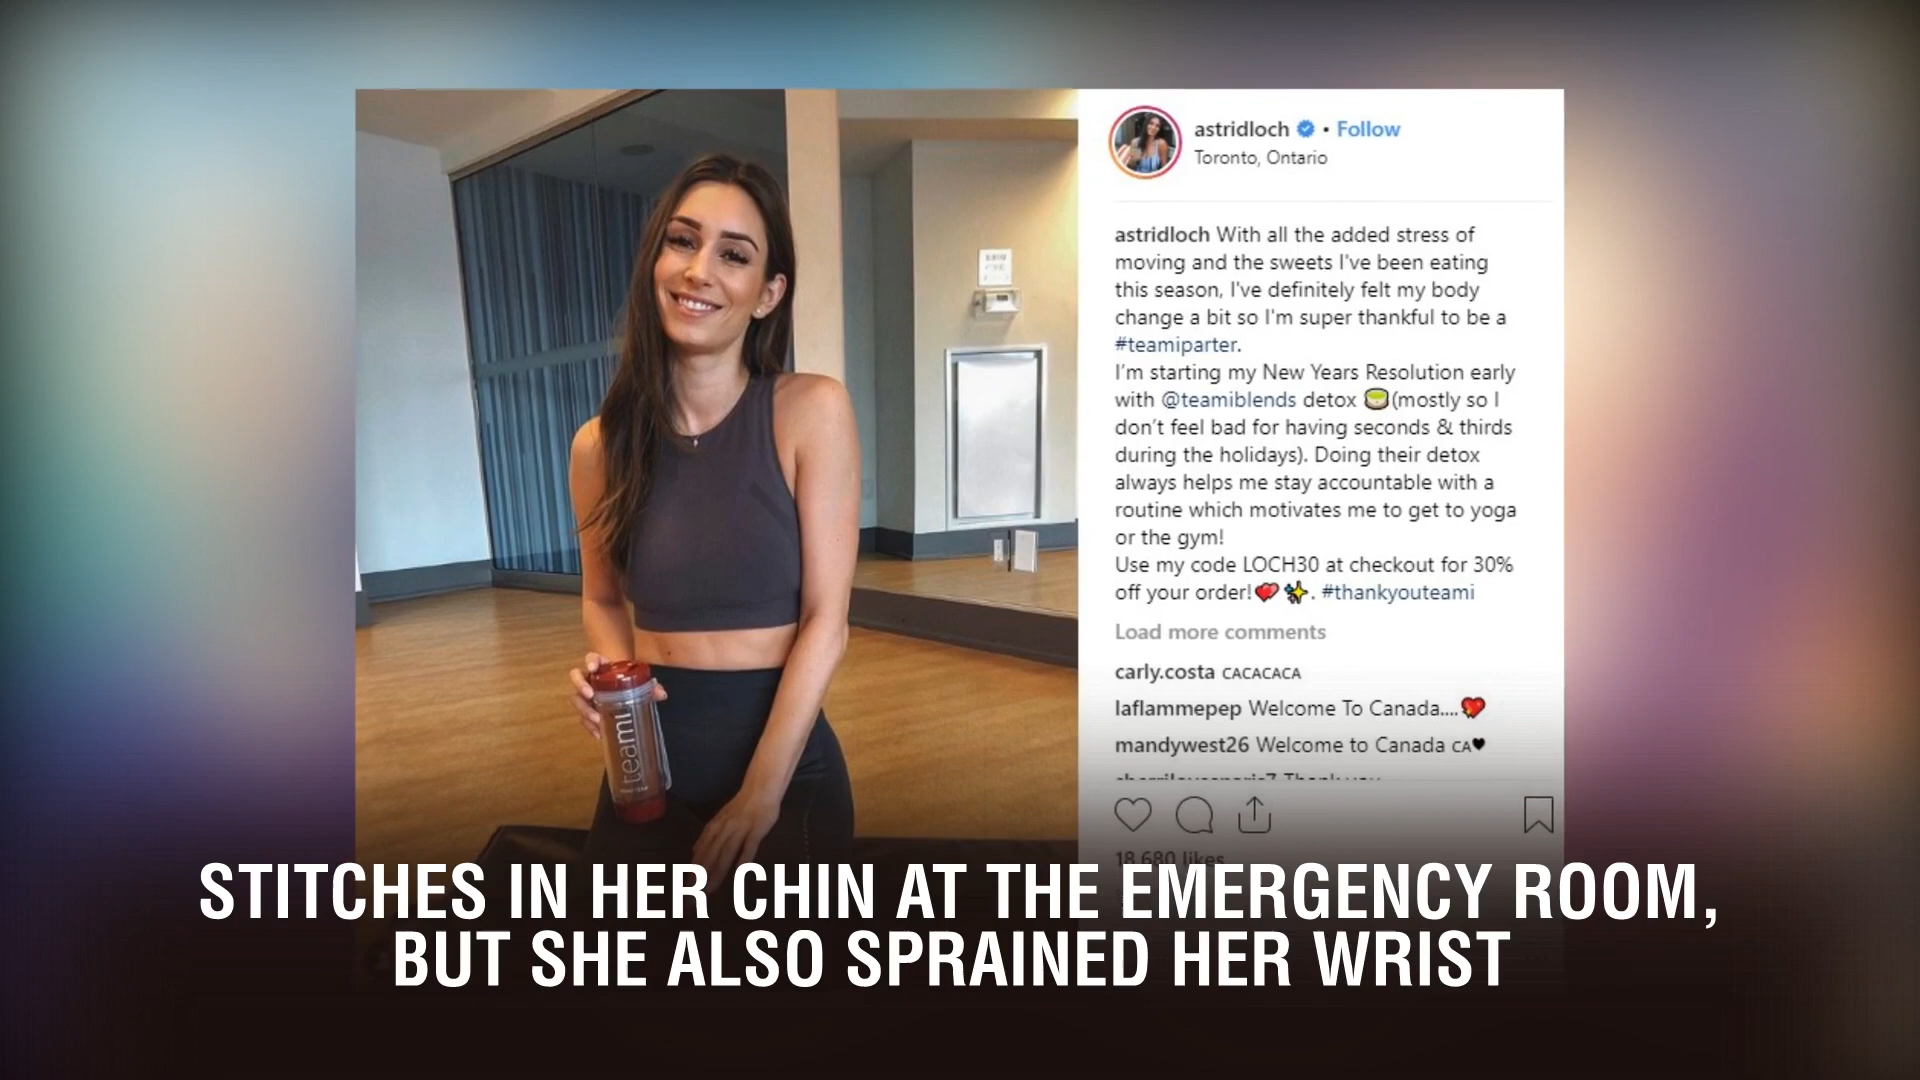 astridloch • Follow
Toronto, Ontario
astridloch With all the added stress of
moving and the sweets I've been eating
this season, I've definitely felt my body
change a bit so I'm super thankful to be a
#teamiparter.
I'm starting my New Years Resolution early
with @teamiblends detox 🍵(mostly so I
don't feel bad for having seconds & thirds
during the holidays). Doing their detox
always helps me stay accountable with a
routine which motivates me to get to yoga
or the gym!
Use my code LOCH30 at checkout for 30%
off your order!💖✨. #thankyouteami
Load more comments
carly.costa CACACACA
laflammepep Welcome To Canada....💖
mandywest26 Welcome to Canada CA♥
Thank you
18,680 likes
teami
STITCHES IN HER CHIN AT THE EMERGENCY ROOM,
BUT SHE ALSO SPRAINED HER WRIST